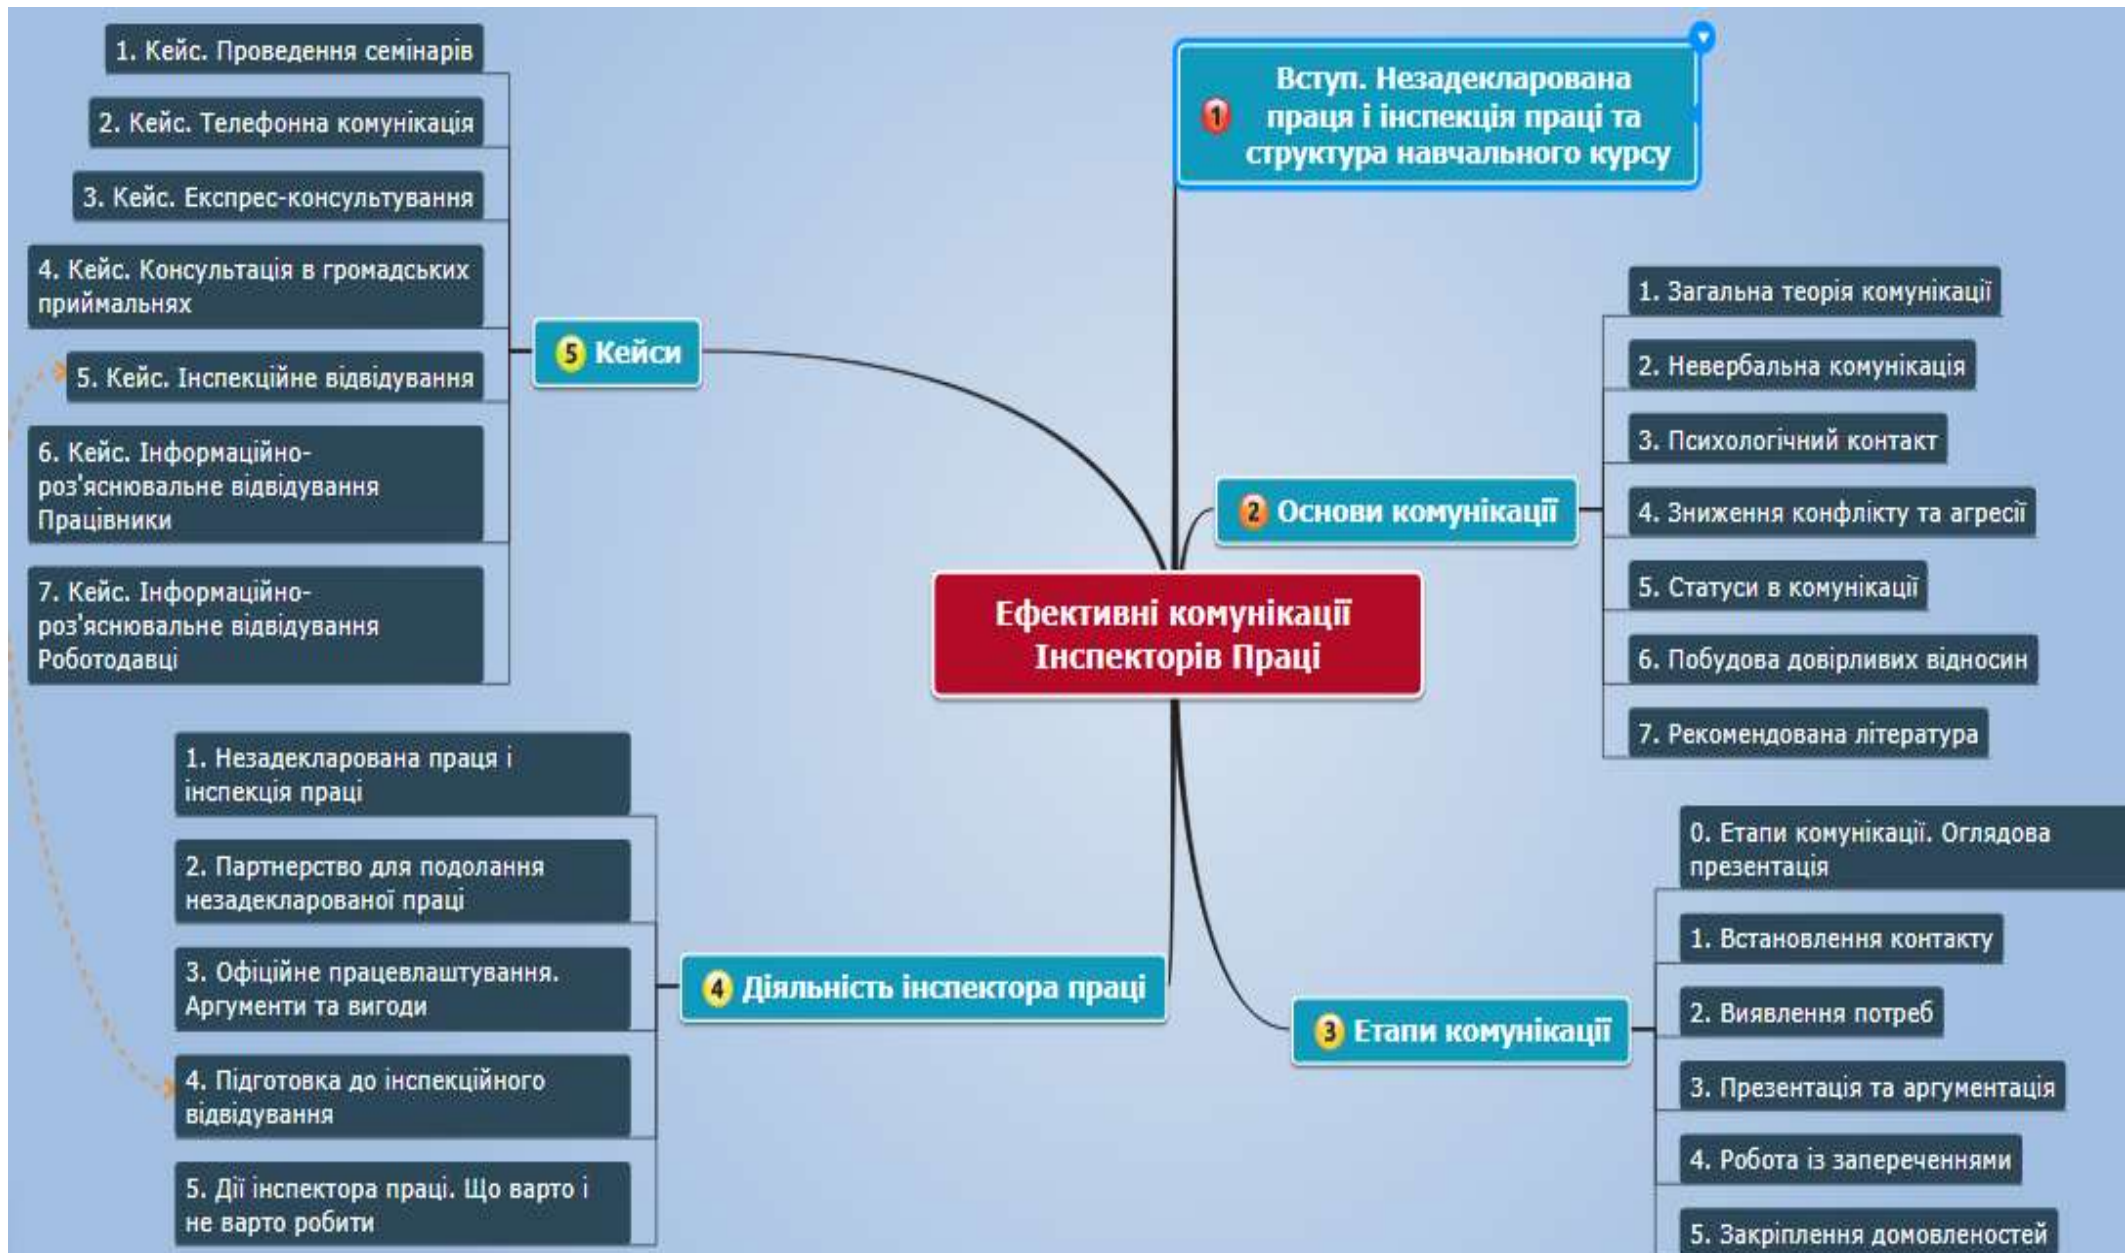 Ефективні комунікації
Інспекторів Праці
1
Вступ. Незадекларована
праця і інспекція праці та
структура навчального курсу
2 Основи комунікації
1. Загальна теорія комунікації
2. Невербальна комунікація
3. Психологічний контакт
4. Зниження конфлікту та агресії
5. Статуси в комунікації
6. Побудова довірливих відносин
7. Рекомендована література
3 Етапи комунікації
0. Етапи комунікації. Оглядова
презентація
1. Встановлення контакту
2. Виявлення потреб
3. Презентація та аргументація
4. Робота із запереченнями
5. Закріплення домовленостей
4 Діяльність інспектора праці
1. Незадекларована праця і
інспекція праці
2. Партнерство для подолання
незадекларованої праці
3. Офіційне працевлаштування.
Аргументи та вигоди
4. Підготовка до інспекційного
відвідування
5. Дії інспектора праці. Що варто і
не варто робити
5 Кейси
1. Кейс. Проведення семінарів
2. Кейс. Телефонна комунікація
3. Кейс. Експрес-консультування
4. Кейс. Консультація в громадських
приймальнях
5. Кейс. Інспекційне відвідування
6. Кейс. Інформаційно-
роз'яснювальне відвідування
Працівники
7. Кейс. Інформаційно-
роз'яснювальне відвідування
Роботодавці